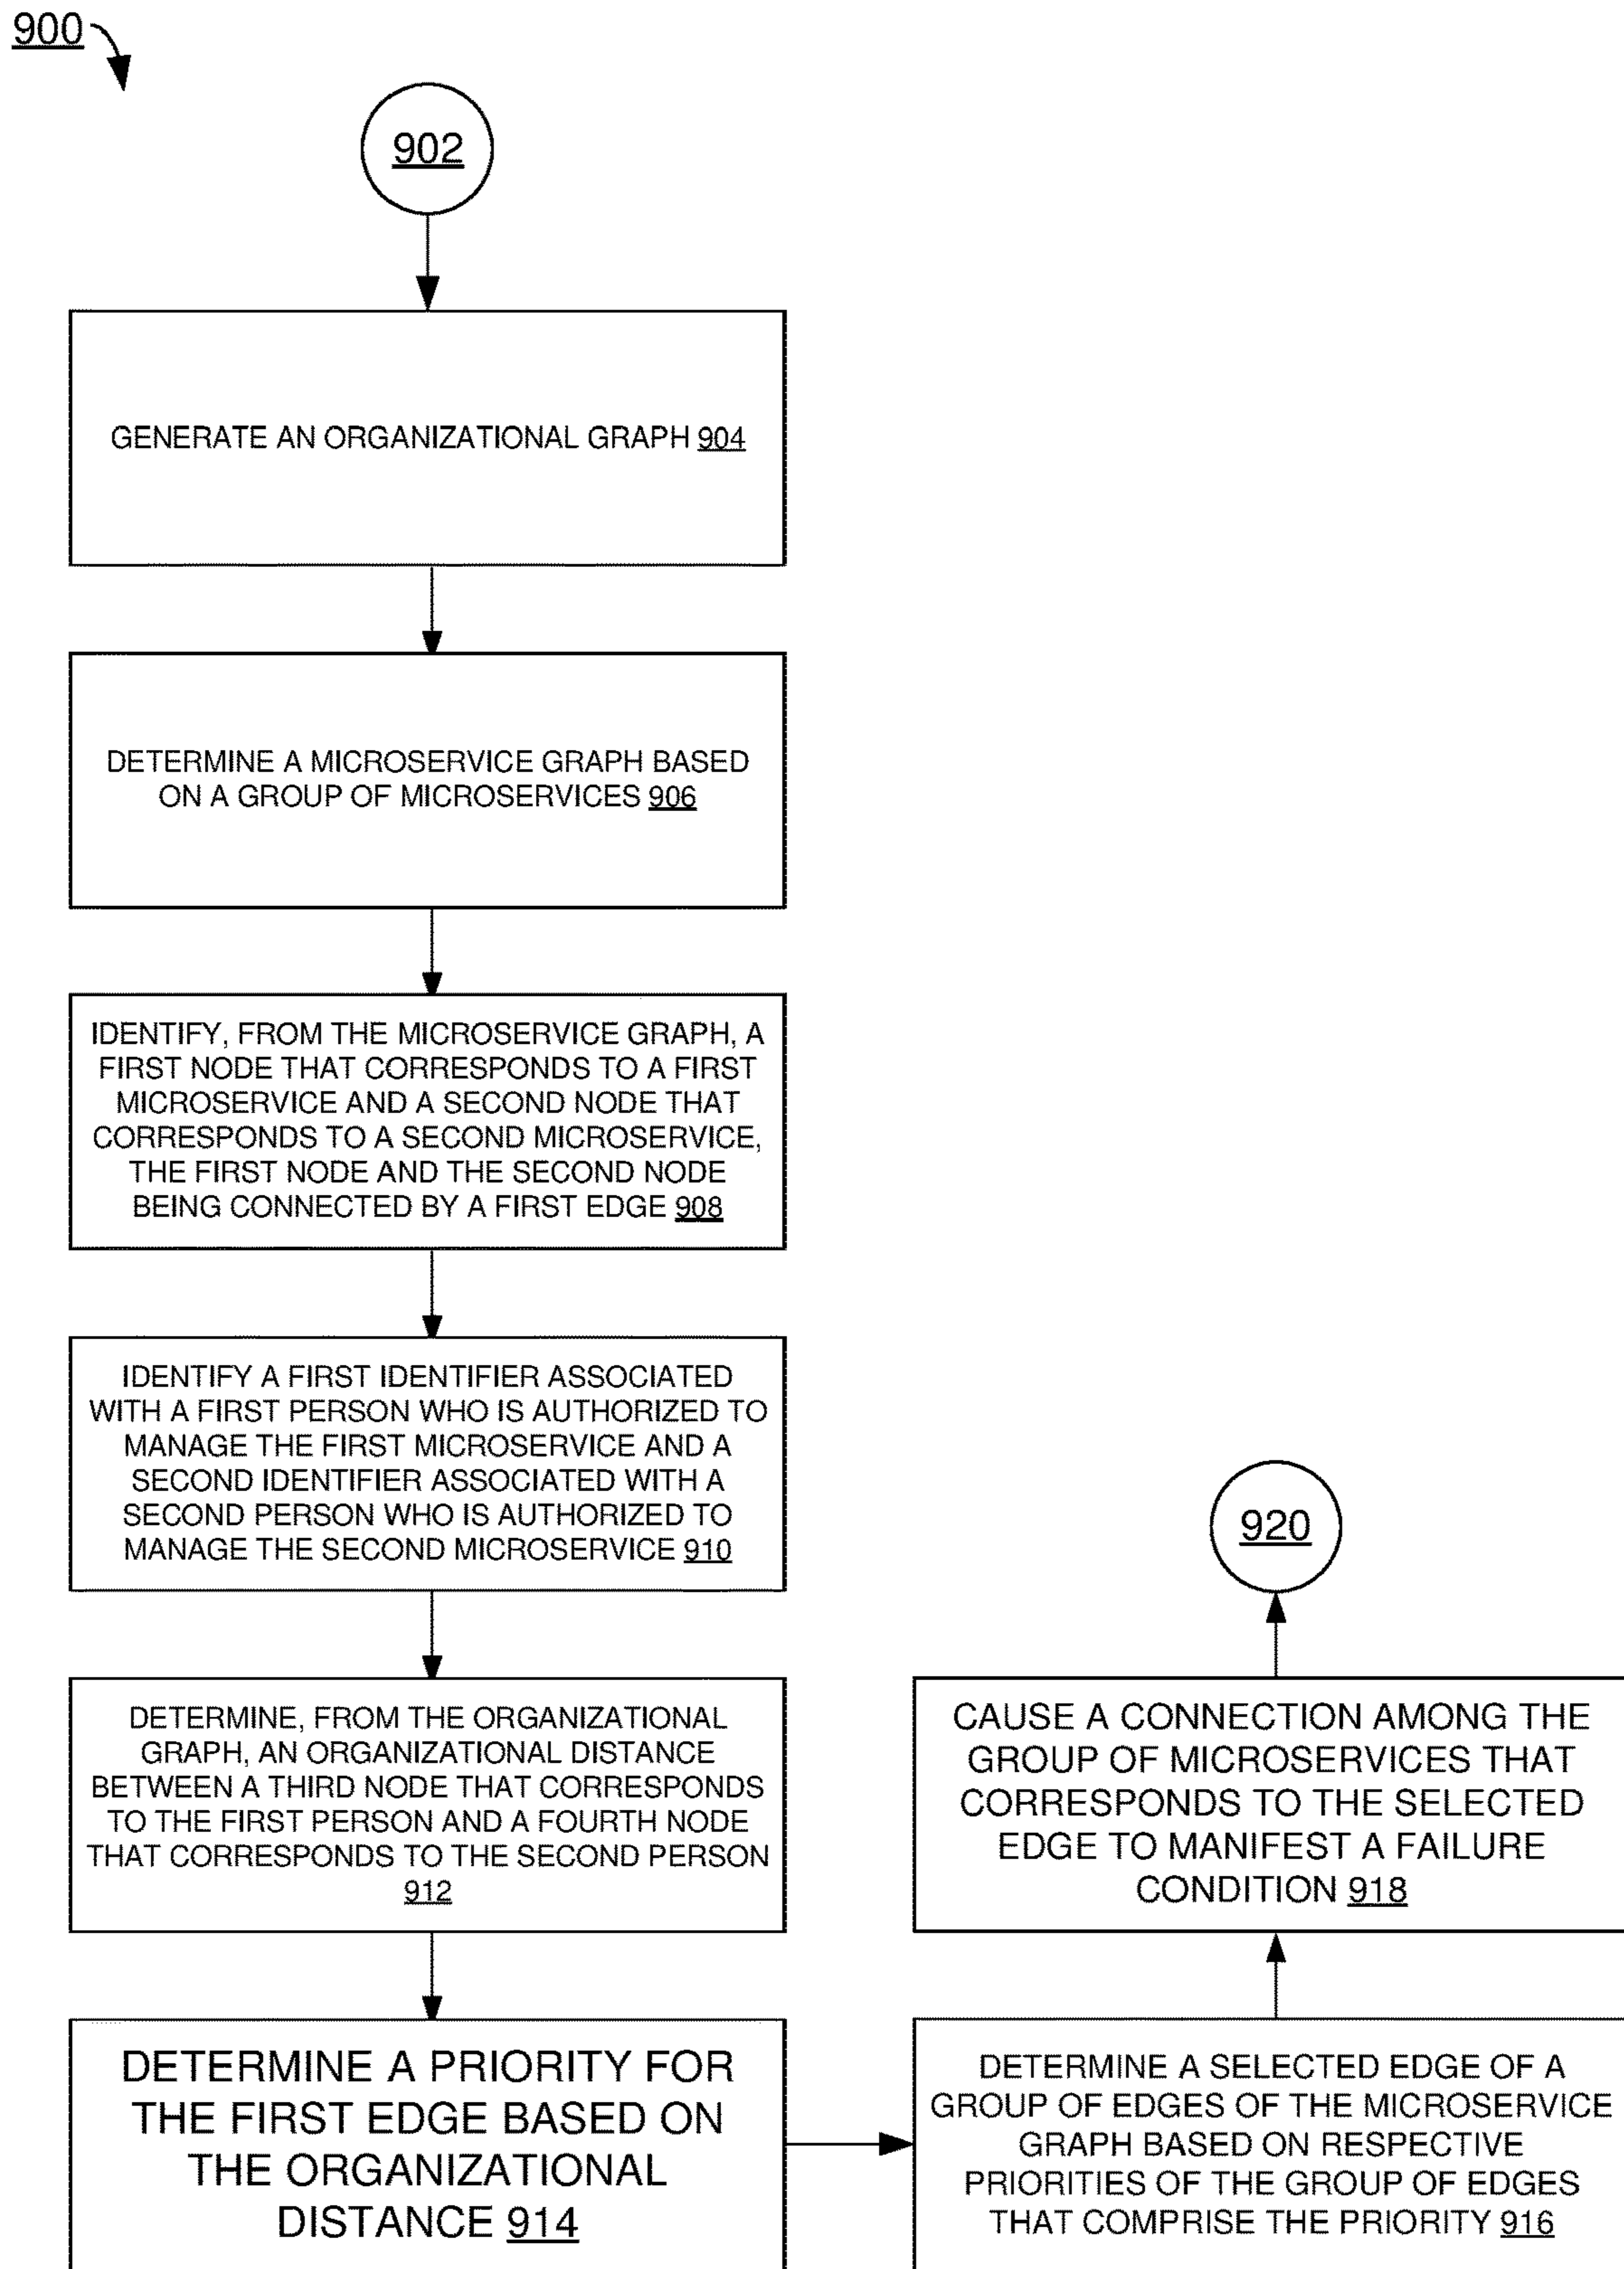 900
902
GENERATE AN ORGANIZATIONAL GRAPH 904
DETERMINE A MICROSERVICE GRAPH BASED
ON A GROUP OF MICROSERVICES 906
IDENTIFY, FROM THE MICROSERVICE GRAPH, A
FIRST NODE THAT CORRESPONDS TO A FIRST
MICROSERVICE AND A SECOND NODE THAT
CORRESPONDS TO A SECOND MICROSERVICE,
THE FIRST NODE AND THE SECOND NODE
BEING CONNECTED BY A FIRST EDGE 908
IDENTIFY A FIRST IDENTIFIER ASSOCIATED
WITH A FIRST PERSON WHO IS AUTHORIZED TO
MANAGE THE FIRST MICROSERVICE AND A
SECOND IDENTIFIER ASSOCIATED WITH A
SECOND PERSON WHO IS AUTHORIZED TO
MANAGE THE SECOND MICROSERVICE 910
DETERMINE, FROM THE ORGANIZATIONAL
GRAPH, AN ORGANIZATIONAL DISTANCE
BETWEEN A THIRD NODE THAT CORRESPONDS
TO THE FIRST PERSON AND A FOURTH NODE
THAT CORRESPONDS TO THE SECOND PERSON
912
DETERMINE A PRIORITY FOR
THE FIRST EDGE BASED ON
THE ORGANIZATIONAL
DISTANCE 914
DETERMINE A SELECTED EDGE OF A
GROUP OF EDGES OF THE MICROSERVICE
GRAPH BASED ON RESPECTIVE
PRIORITIES OF THE GROUP OF EDGES
THAT COMPRISE THE PRIORITY 916
CAUSE A CONNECTION AMONG THE
GROUP OF MICROSERVICES THAT
CORRESPONDS TO THE SELECTED
EDGE TO MANIFEST A FAILURE
CONDITION 918
920